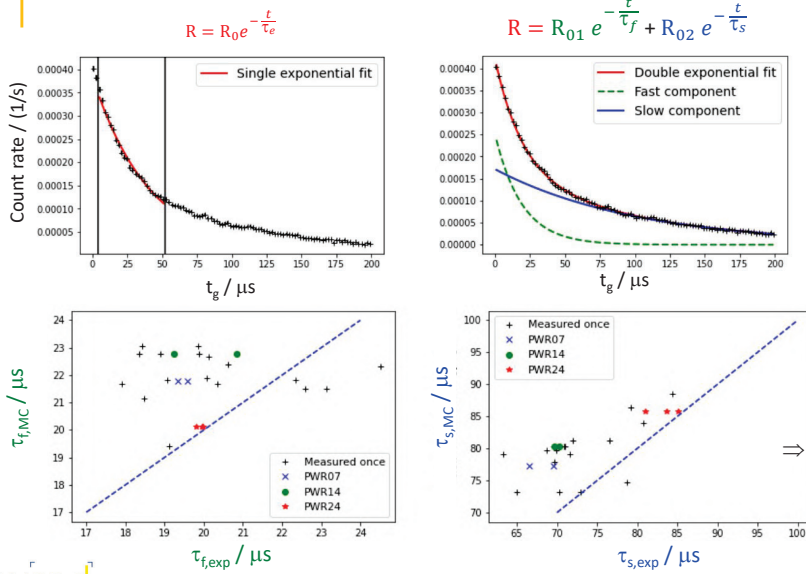 R = R₀e^(-t/τₑ)
R = R₀₁ e^(-t/τ_f) + R₀₂ e^(-t/τ_s)
Count rate / (1/s)
0.00040
0.00035
0.00030
0.00025
0.00020
0.00015
0.00010
0.00005
Single exponential fit
0 25 50 75 100 125 150 175 200
t_g / μs
0.00040
0.00035
0.00030
0.00025
0.00020
0.00015
0.00010
0.00005
0.00000
Double exponential fit
Fast component
Slow component
0 25 50 75 100 125 150 175 200
t_g / μs
τ_f,MC / μs
24
23
22
21
20
19
18
17
Measured once
PWR07
PWR14
PWR24
17 18 19 20 21 22 23 24
τ_f,exp / μs
τ_s,MC / μs
100
95
90
85
80
75
70
Measured once
PWR07
PWR14
PWR24
65 70 75 80 85 90 95 100
τ_s,exp / μs
⇒